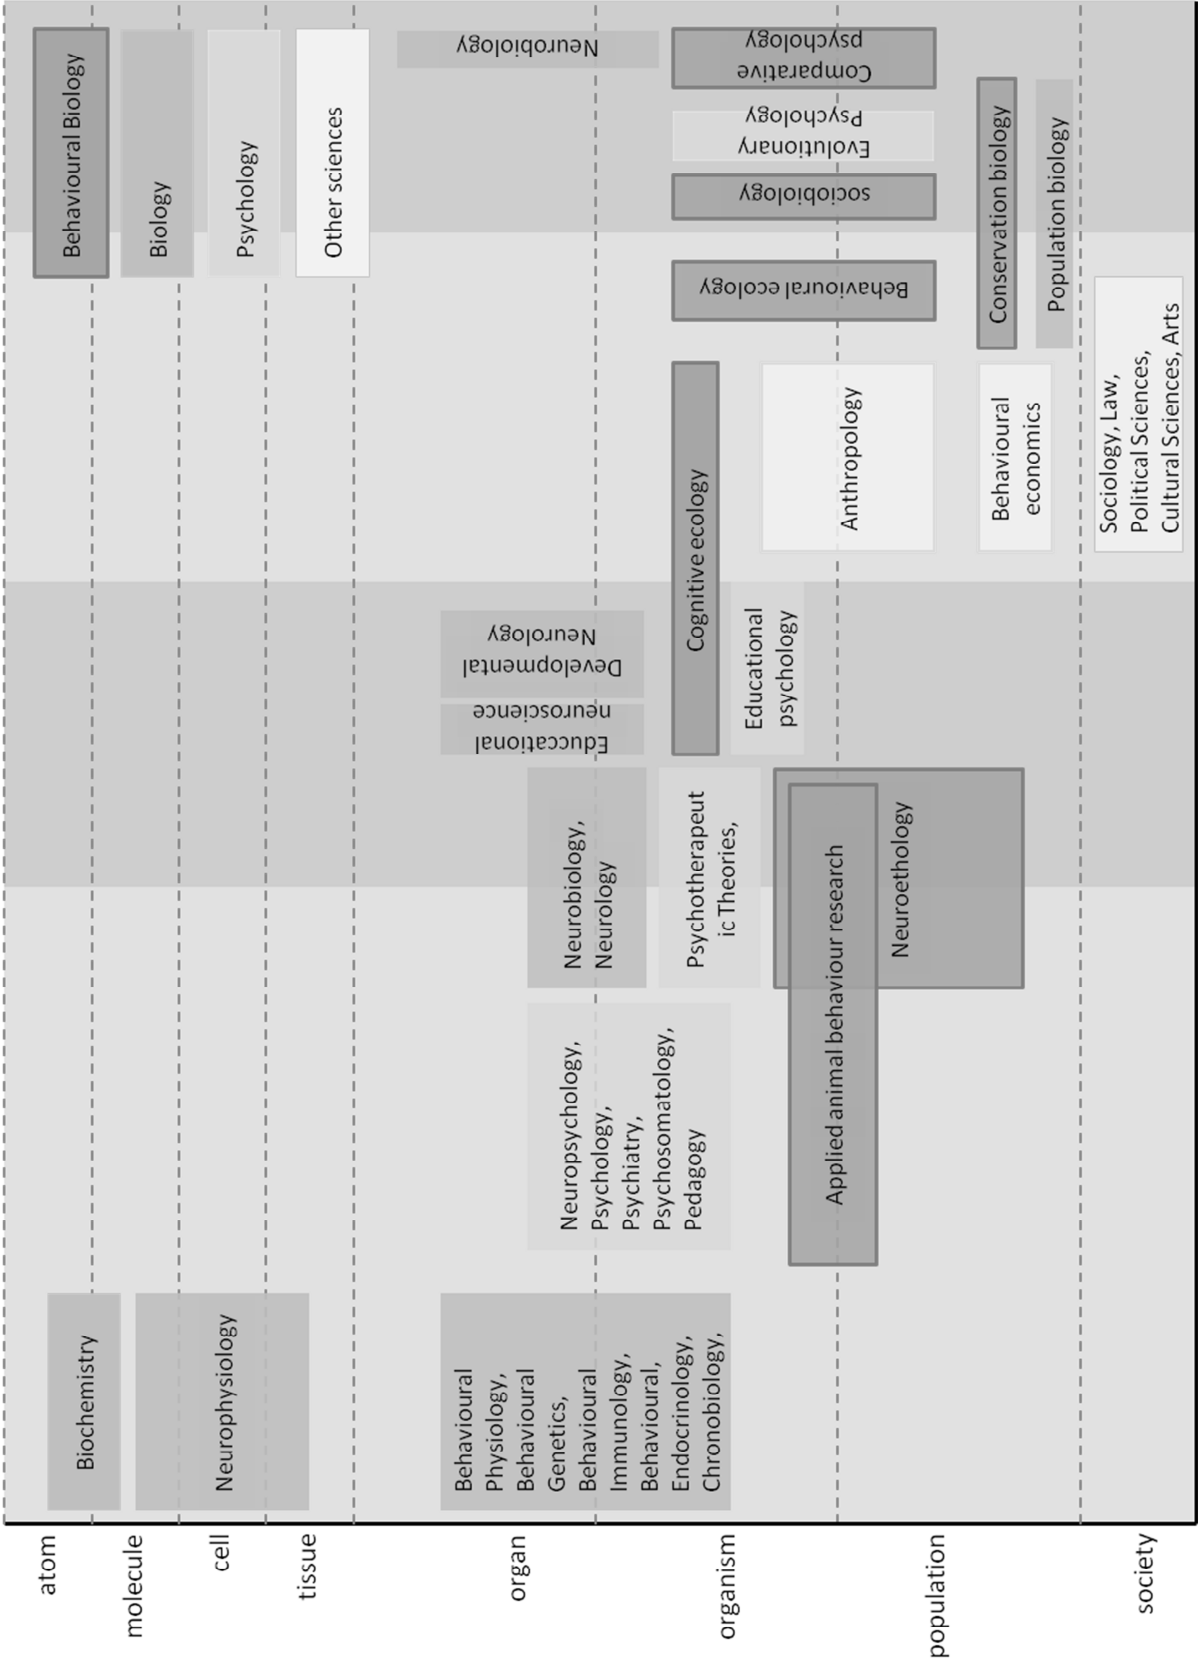 Behavioural Biology
Biology
Psychology
Other sciences
Neurobiology
Comparative
psychology
Evolutionary
Psychology
sociobiology
Behavioural ecology
Conservation biology
Population biology
Cognitive ecology
Anthropology
Behavioural
economics
Sociology, Law,
Political Sciences,
Cultural Sciences, Arts
Developmental
Neurology
Educcational
neuroscience
Educational
psychology
Neurobiology,
Neurology
Psychotherapeut
ic Theories,
Neuroethology
Applied animal behaviour research
Neuropsychology,
Psychology,
Psychiatry,
Psychosomatology,
Pedagogy
Biochemistry
Neurophysiology
Behavioural
Physiology,
Behavioural
Genetics,
Behavioural
Immunology,
Behavioural,
Endocrinology,
Chronobiology,
atom
molecule
cell
tissue
organ
organism
population
society